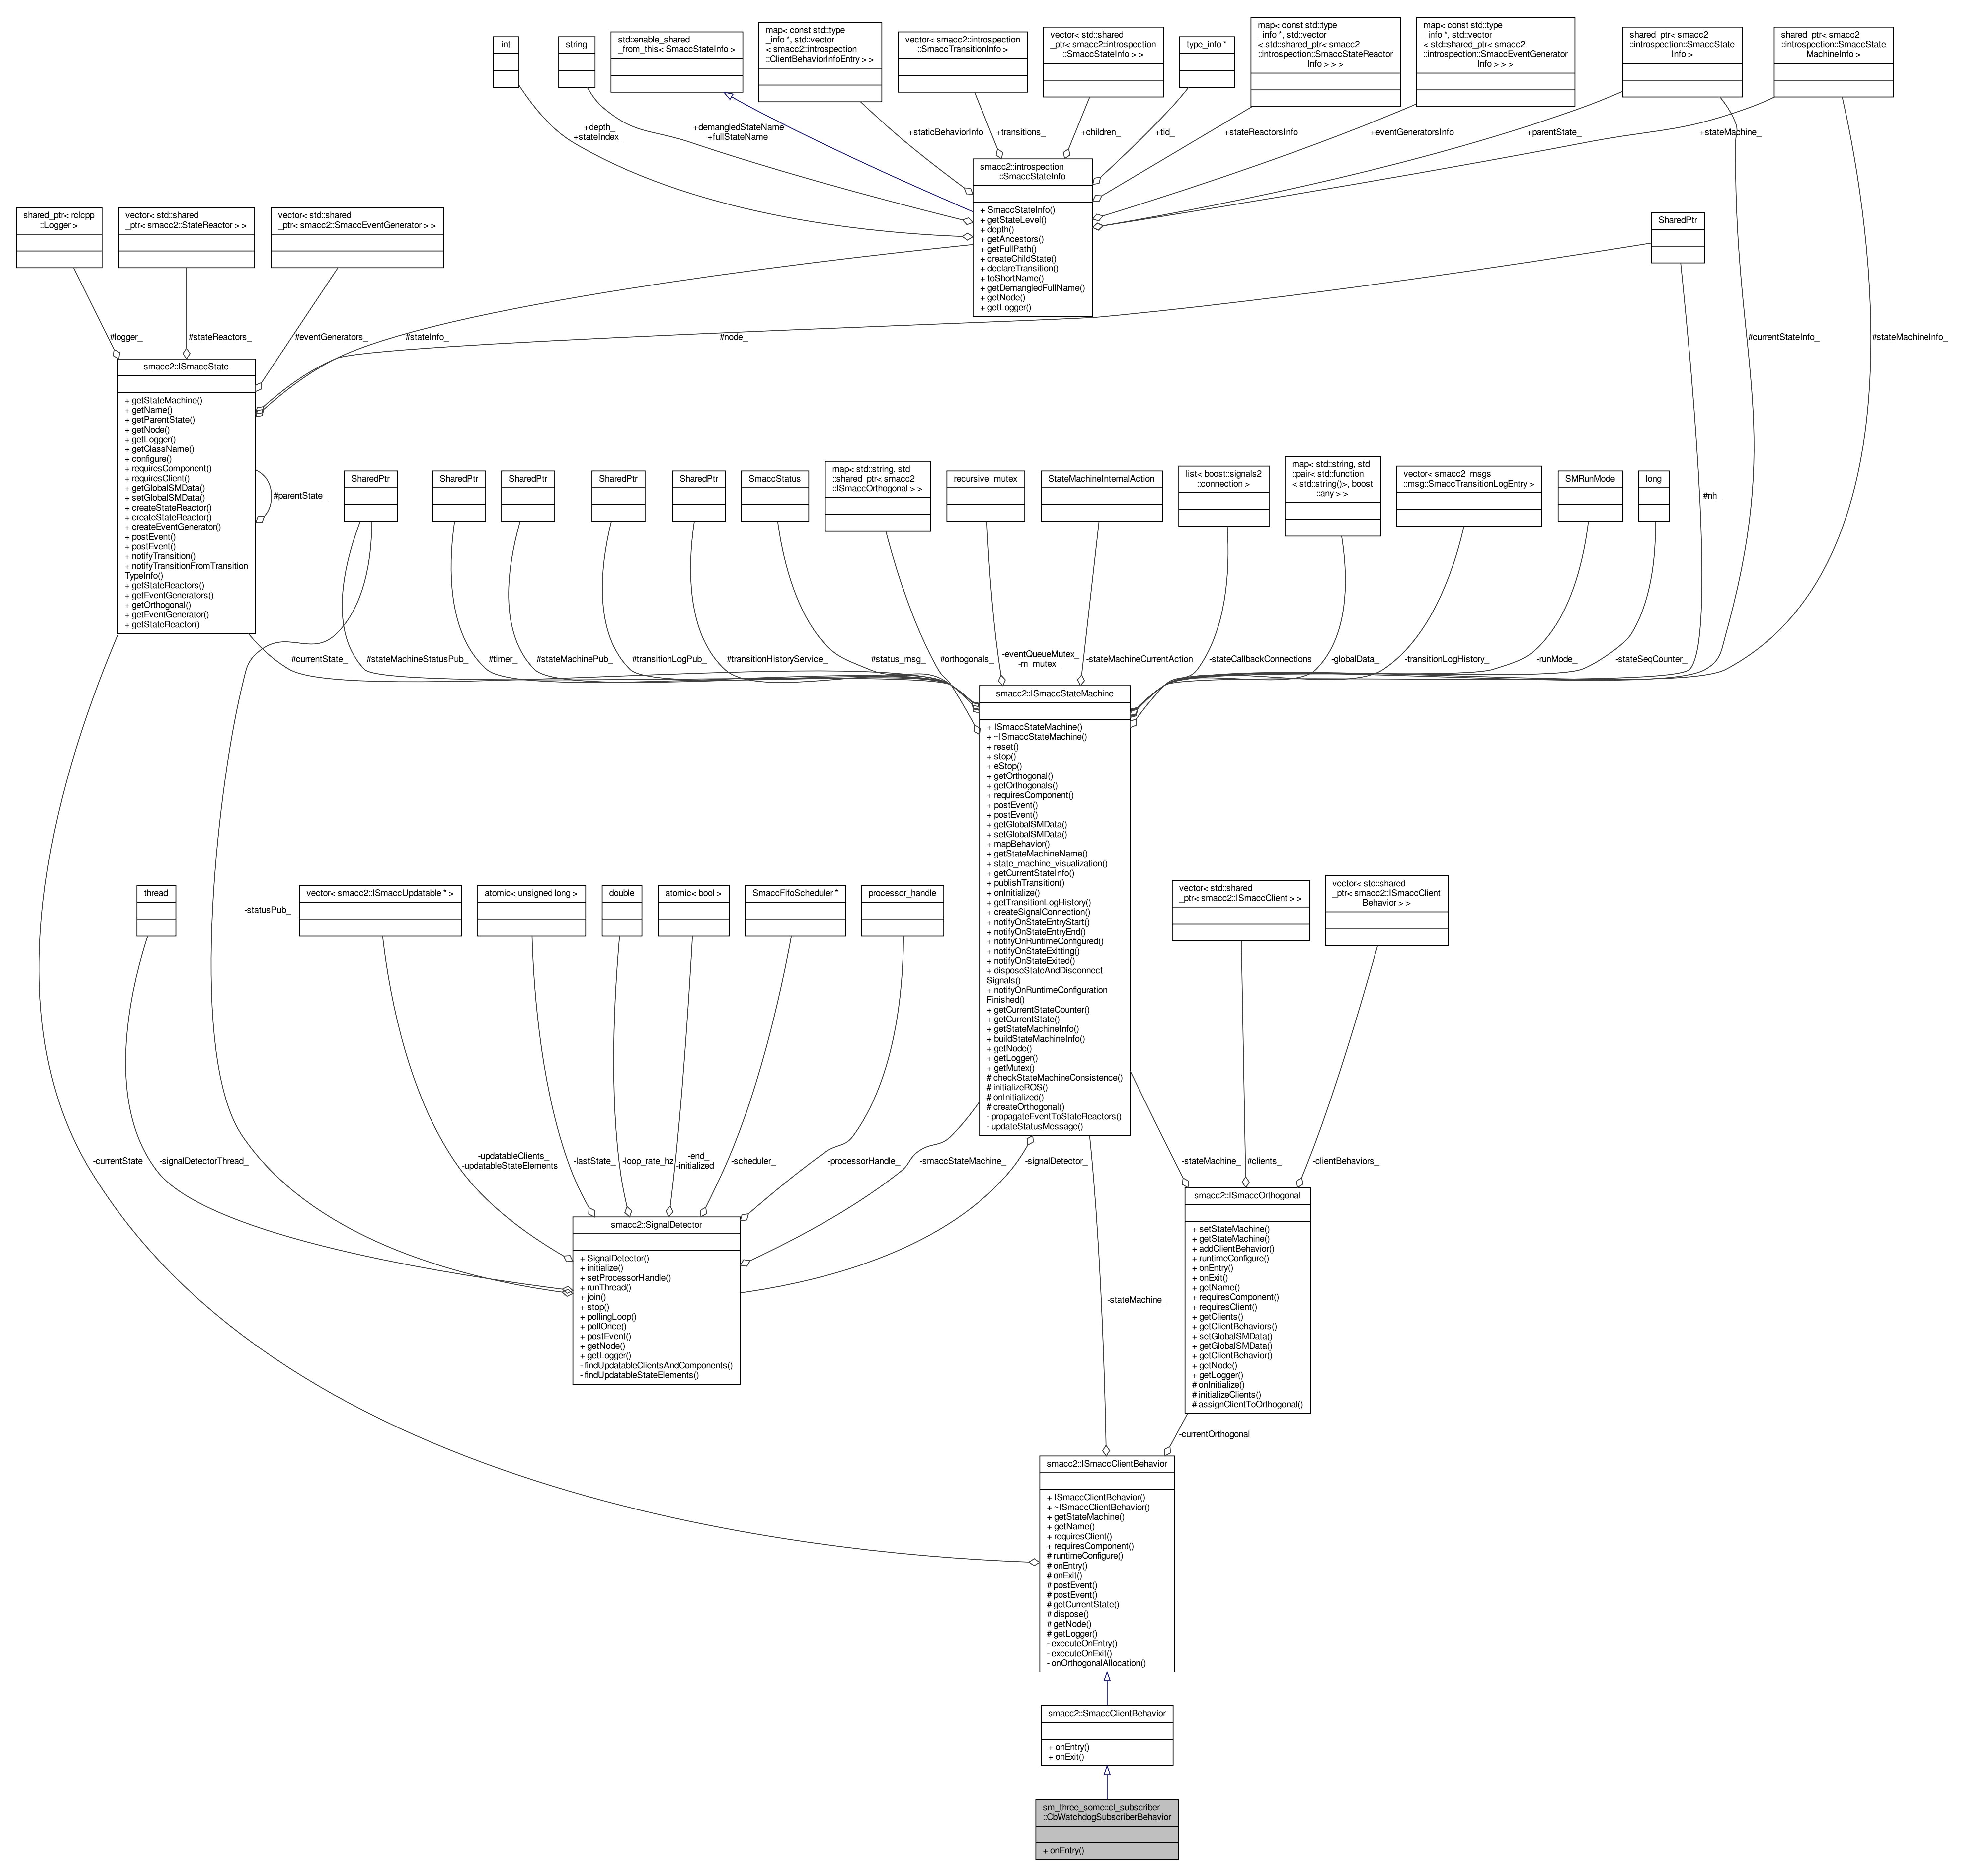 int
string
std::enable_shared
_from_this< SmaccStateInfo >
map< const std::type
_info *, std::vector
< smacc2::introspection
::ClientBehaviorInfoEntry > >
vector< smacc2::introspection
::SmaccTransitionInfo >
vector< std::shared
_ptr< smacc2::introspection
::SmaccStateInfo > >
type_info *
map< const std::type
_info *, std::vector
< std::shared_ptr< smacc2
::introspection::SmaccStateReactor
Info > > >
map< const std::type
_info *, std::vector
< std::shared_ptr< smacc2
::introspection::SmaccEventGenerator
Info > > >
shared_ptr< smacc2
::introspection::SmaccState
Info >
shared_ptr< smacc2
::introspection::SmaccState
MachineInfo >
+depth_
+stateIndex_
+demangledStateName
+fullStateName
+staticBehaviorInfo
+transitions_
+children_
+tid_
+stateReactorsInfo
+eventGeneratorsInfo
+parentState_
+stateMachine_
smacc2::introspection
::SmaccStateInfo
+ SmaccStateInfo()
+ getStateLevel()
+ depth()
+ getAncestors()
+ getFullPath()
+ createChildState()
+ declareTransition()
+ toShortName()
+ getDemangledFullName()
+ getNode()
+ getLogger()
shared_ptr< rclcpp
::Logger >
vector< std::shared
_ptr< smacc2::StateReactor > >
vector< std::shared
_ptr< smacc2::SmaccEventGenerator > >
SharedPtr
#logger_
#stateReactors_
#eventGenerators_
#stateInfo_
#node_
#currentStateInfo_
#stateMachineInfo_
smacc2::ISmaccState
+ getStateMachine()
+ getName()
+ getParentState()
+ getNode()
+ getLogger()
+ getClassName()
+ configure()
+ requiresComponent()
+ requiresClient()
+ getGlobalSMData()
+ setGlobalSMData()
+ createStateReactor()
+ createStateReactor()
+ createEventGenerator()
+ postEvent()
+ postEvent()
+ notifyTransition()
+ notifyTransitionFromTransition
TypeInfo()
+ getStateReactors()
+ getEventGenerators()
+ getOrthogonal()
+ getEventGenerator()
+ getStateReactor()
#parentState_
SharedPtr
SharedPtr
SharedPtr
SharedPtr
SharedPtr
SmaccStatus
map< std::string, std
::shared_ptr< smacc2
::ISmaccOrthogonal > >
recursive_mutex
StateMachineInternalAction
list< boost::signals2
::connection >
map< std::string, std
::pair< std::function
< std::string()>, boost
::any > >
vector< smacc2_msgs
::msg::SmaccTransitionLogEntry >
SMRunMode
long
#nh_
#currentState_
#stateMachineStatusPub_
#timer_
#stateMachinePub_
#transitionLogPub_
#transitionHistoryService_
#status_msg_
#orthogonals_
-eventQueueMutex_
-m_mutex_
-stateMachineCurrentAction
-stateCallbackConnections
-globalData_
-transitionLogHistory_
-runMode_
-stateSeqCounter_
smacc2::ISmaccStateMachine
+ ISmaccStateMachine()
+ ~ISmaccStateMachine()
+ reset()
+ stop()
+ eStop()
+ getOrthogonal()
+ getOrthogonals()
+ requiresComponent()
+ postEvent()
+ postEvent()
+ getGlobalSMData()
+ setGlobalSMData()
+ mapBehavior()
+ getStateMachineName()
+ state_machine_visualization()
+ getCurrentStateInfo()
+ publishTransition()
+ onInitialize()
+ getTransitionLogHistory()
+ createSignalConnection()
+ notifyOnStateEntryStart()
+ notifyOnStateEntryEnd()
+ notifyOnRuntimeConfigured()
+ notifyOnStateExitting()
+ notifyOnStateExited()
+ disposeStateAndDisconnect
Signals()
+ notifyOnRuntimeConfiguration
Finished()
+ getCurrentStateCounter()
+ getCurrentState()
+ getStateMachineInfo()
+ buildStateMachineInfo()
+ getNode()
+ getLogger()
+ getMutex()
# checkStateMachineConsistence()
# initializeROS()
# onInitialized()
# createOrthogonal()
- propagateEventToStateReactors()
- updateStatusMessage()
thread
-statusPub_
vector< smacc2::ISmaccUpdatable * >
atomic< unsigned long >
double
atomic< bool >
SmaccFifoScheduler *
processor_handle
vector< std::shared
_ptr< smacc2::ISmaccClient > >
vector< std::shared
_ptr< smacc2::ISmaccClient
Behavior > >
-currentState
-signalDetectorThread_
-updatableClients_
-updatableStateElements_
-lastState_
-loop_rate_hz
-end_
-initialized_
-scheduler_
-processorHandle_
-smaccStateMachine_
-signalDetector_
-stateMachine_
#clients_
-clientBehaviors_
smacc2::SignalDetector
+ SignalDetector()
+ initialize()
+ setProcessorHandle()
+ runThread()
+ join()
+ stop()
+ pollingLoop()
+ pollOnce()
+ postEvent()
+ getNode()
+ getLogger()
- findUpdatableClientsAndComponents()
- findUpdatableStateElements()
smacc2::ISmaccOrthogonal
+ setStateMachine()
+ getStateMachine()
+ addClientBehavior()
+ runtimeConfigure()
+ onEntry()
+ onExit()
+ getName()
+ requiresComponent()
+ requiresClient()
+ getClients()
+ getClientBehaviors()
+ setGlobalSMData()
+ getGlobalSMData()
+ getClientBehavior()
+ getNode()
+ getLogger()
# onInitialize()
# initializeClients()
# assignClientToOrthogonal()
-stateMachine_
-currentOrthogonal
smacc2::ISmaccClientBehavior
+ ISmaccClientBehavior()
+ ~ISmaccClientBehavior()
+ getStateMachine()
+ getName()
+ requiresClient()
+ requiresComponent()
# runtimeConfigure()
# onEntry()
# onExit()
# postEvent()
# postEvent()
# getCurrentState()
# dispose()
# getNode()
# getLogger()
- executeOnEntry()
- executeOnExit()
- onOrthogonalAllocation()
smacc2::SmaccClientBehavior
+ onEntry()
+ onExit()
sm_three_some::cl_subscriber
::CbWatchdogSubscriberBehavior
+ onEntry()